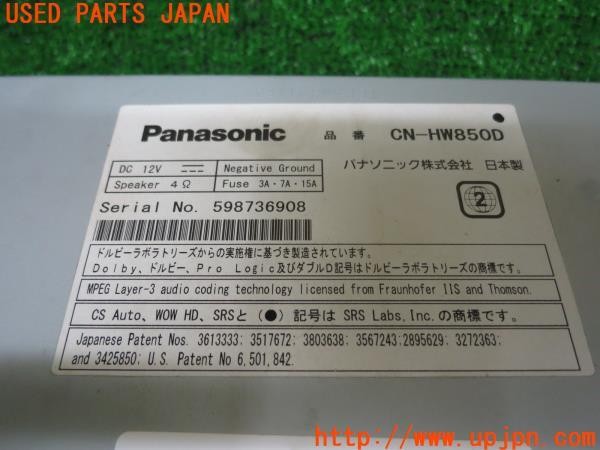 USED PARTS JAPAN
Panasonic 品番 CN-HW850D
DC 12V Negative Ground パナソニック株式会社 日本製
Speaker 4Ω Fuse 3A・7A・15A
2
Serial No. 598736908
ドルビーラボラトリーズからの実施権に基づき製造されています。
Dolby、ドルビー、Pro Logic及びダブルD記号はドルビーラボラトリーズの商標です。
MPEG Layer-3 audio coding technology licensed from Fraunhofer IIS and Thomson.
CS Auto、WOW HD、SRSと(●)記号は SRS Labs, Inc. の商標です。
Japanese Patent Nos. 3613333; 3517672; 3803638; 3567243;2895629; 3272363;
and 3425850; U.S. Patent No 6,501,842.
http://www.upjpn.com